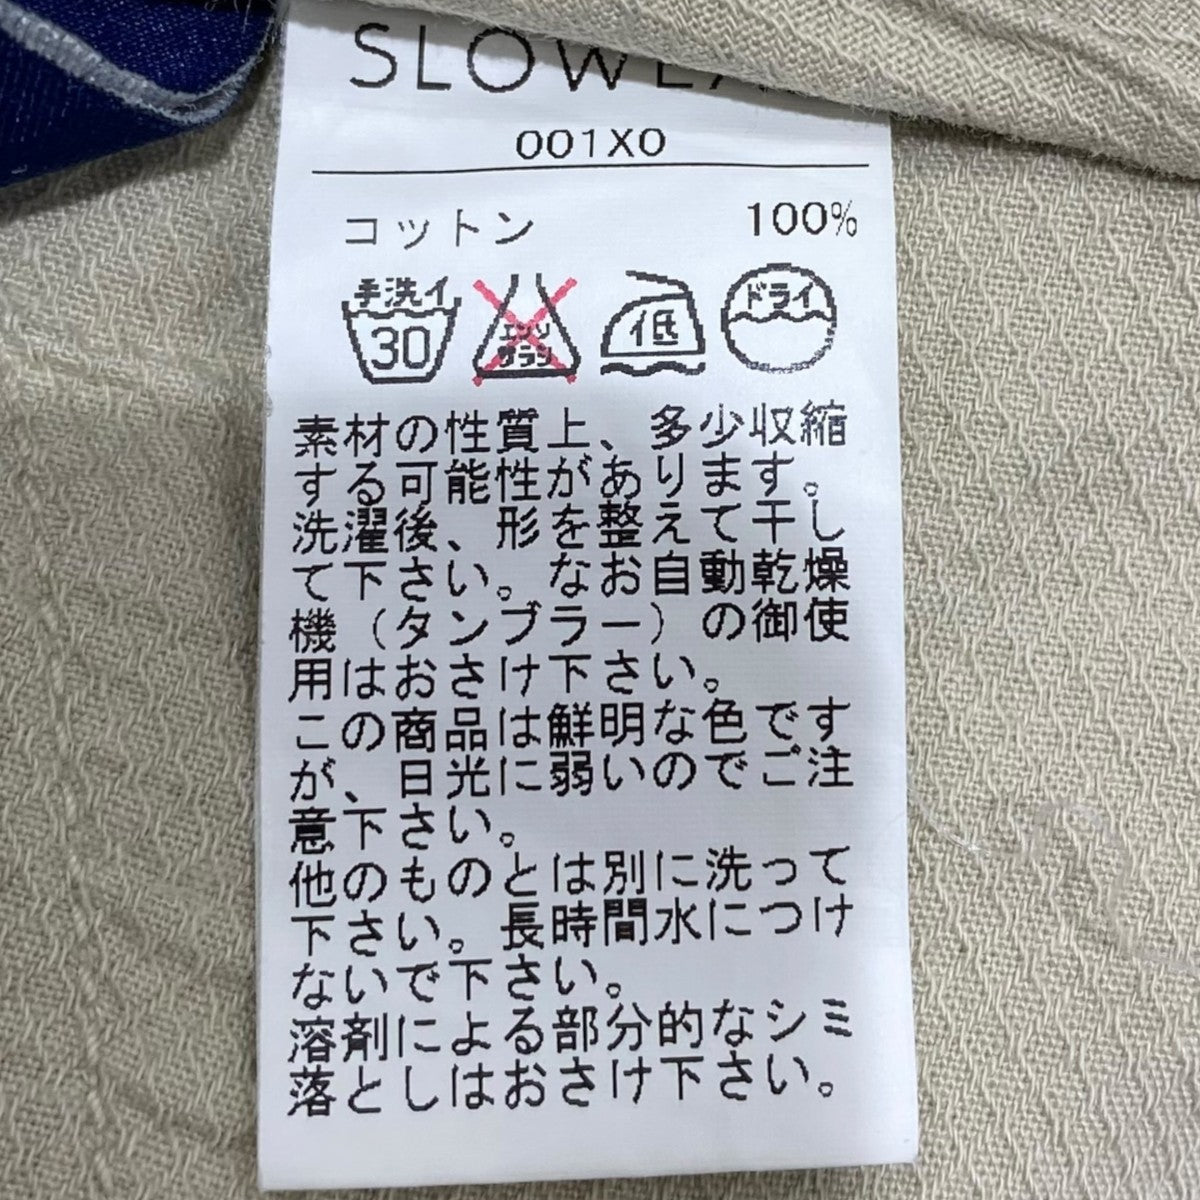 SLOWEA
001X0
コットン 100%
手洗イ 30 エンソ サラシ 低 ドライ
素材の性質上、多少収縮
する可能性があります。
洗濯後、形を整えて干し
て下さい。なお自動乾燥
機（タンブラー）の御使
用はおさけ下さい。
この商品は鮮明な色です
が、日光に弱いのでご注
意下さい。
他のものとは別に洗って
下さい。長時間水につけ
ないで下さい。
溶剤による部分的なシミ
落としはおさけ下さい。